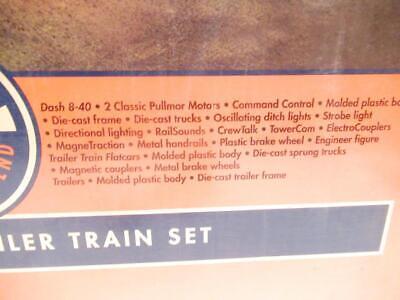 Dash 8-40 • 2 Classic Pullmor Motors • Command Control • Molded plastic bo
• Die-cast frame • Die-cast trucks • Oscillating ditch lights • Strobe light
• Directional lighting • RailSounds • CrewTalk • TowerCom • ElectroCouplers
• MagneTraction • Metal handrails • Plastic brake wheel • Engineer figure
Trailer Train Flatcars • Molded plastic body • Die-cast sprung trucks
• Magnetic couplers • Metal brake wheels
Trailers • Molded plastic body • Die-cast trailer frame
END
ILER TRAIN SET